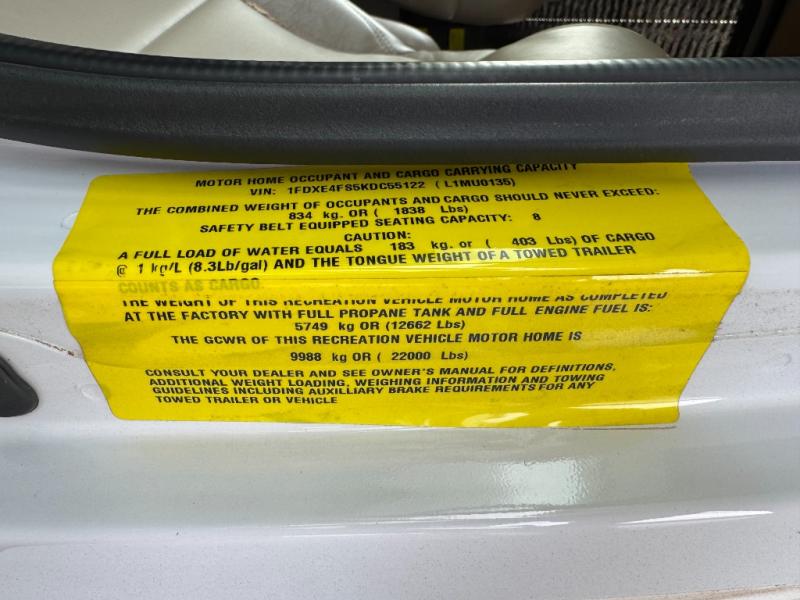 MOTOR HOME OCCUPANT AND CARGO CARRYING CAPACITY
VIN: 1FDXE4FS5KDC55122 ( L1MU0135)
THE COMBINED WEIGHT OF OCCUPANTS AND CARGO SHOULD NEVER EXCEED:
834 kg. OR ( 1838 Lbs)
SAFETY BELT EQUIPPED SEATING CAPACITY: 8
CAUTION:
A FULL LOAD OF WATER EQUALS 183 kg. or ( 403 Lbs) OF CARGO
@ 1 kg/L (8.3Lb/gal) AND THE TONGUE WEIGHT OF A TOWED TRAILER
COUNTS AS CARGO
THE WEIGHT OF THIS RECREATION VEHICLE MOTOR HOME AS COMPLETED
AT THE FACTORY WITH FULL PROPANE TANK AND FULL ENGINE FUEL IS:
5749 kg OR (12662 Lbs)
THE GCWR OF THIS RECREATION VEHICLE MOTOR HOME IS
9988 kg OR ( 22000 Lbs)
CONSULT YOUR DEALER AND SEE OWNER'S MANUAL FOR DEFINITIONS,
ADDITIONAL WEIGHT LOADING, WEIGHING INFORMATION AND TOWING
GUIDELINES INCLUDING AUXILLIARY BRAKE REQUIREMENTS FOR ANY
TOWED TRAILER OR VEHICLE